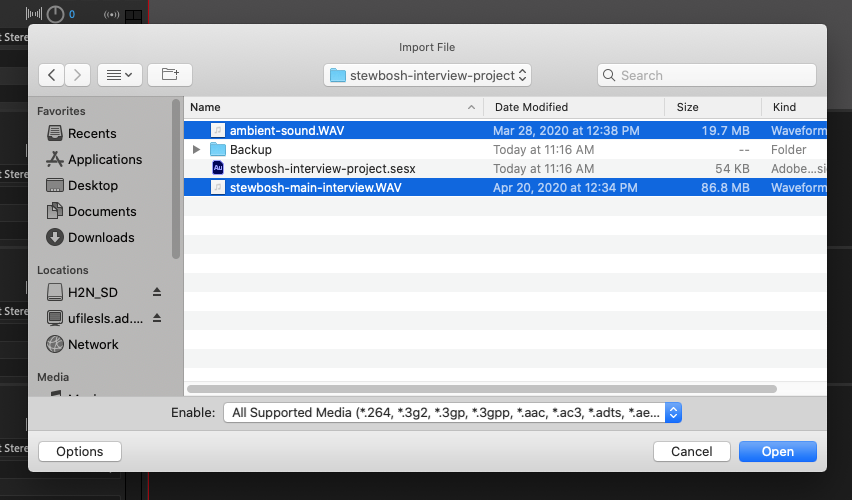 0
t Stere
Import File
stewbosh-interview-project
Search
Favorites
Recents
Applications
Desktop
Documents
Downloads
Locations
H2N_SD
ufilesls.ad....
Network
Media
Name Date Modified Size Kind
ambient-sound.WAV Mar 28, 2020 at 12:38 PM 19.7 MB Waveform
Backup Today at 11:16 AM -- Folder
Au stewbosh-interview-project.sesx Today at 11:16 AM 54 KB Adobe...si
stewbosh-main-interview.WAV Apr 20, 2020 at 12:34 PM 86.8 MB Waveform
t Stere
t Stere
t Stere
Enable: All Supported Media (*.264, *.3g2, *.3gp, *.3gpp, *.aac, *.ac3, *.adts, *.ae...
Options Cancel Open